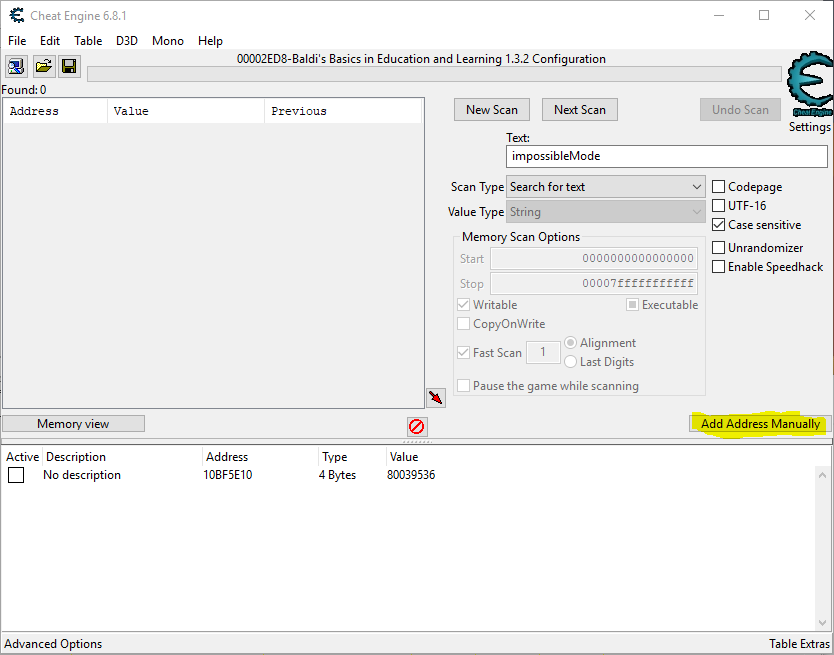 Cheat Engine 6.8.1
File Edit Table D3D Mono Help
00002ED8-Baldi's Basics in Education and Learning 1.3.2 Configuration
Found: 0
Address Value Previous
New Scan Next Scan Undo Scan
Cheat Engine
Settings
Text:
impossibleMode
Scan Type Search for text
Value Type String
Codepage
UTF-16
Case sensitive
Unrandomizer
Enable Speedhack
Memory Scan Options
Start 0000000000000000
Stop 00007fffffffffff
Writable Executable
CopyOnWrite
Fast Scan 1 Alignment
Last Digits
Pause the game while scanning
Memory view
Add Address Manually
Active Description Address Type Value
No description 10BF5E10 4 Bytes 80039536
Advanced Options Table Extras